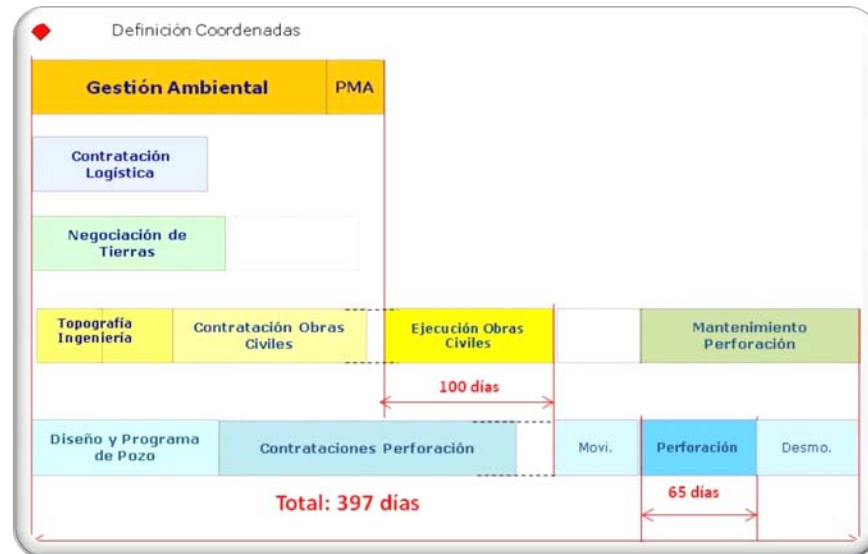 Definición Coordenadas
Gestión Ambiental
PMA
Contratación
Logística
Negociación de
Tierras
Topografía
Ingeniería
Contratación Obras
Civiles
Ejecución Obras
Civiles
Mantenimiento
Perforación
100 días
Diseño y Programa
de Pozo
Contrataciones Perforación
Movi.
Perforación
Desmo.
Total: 397 días
65 días